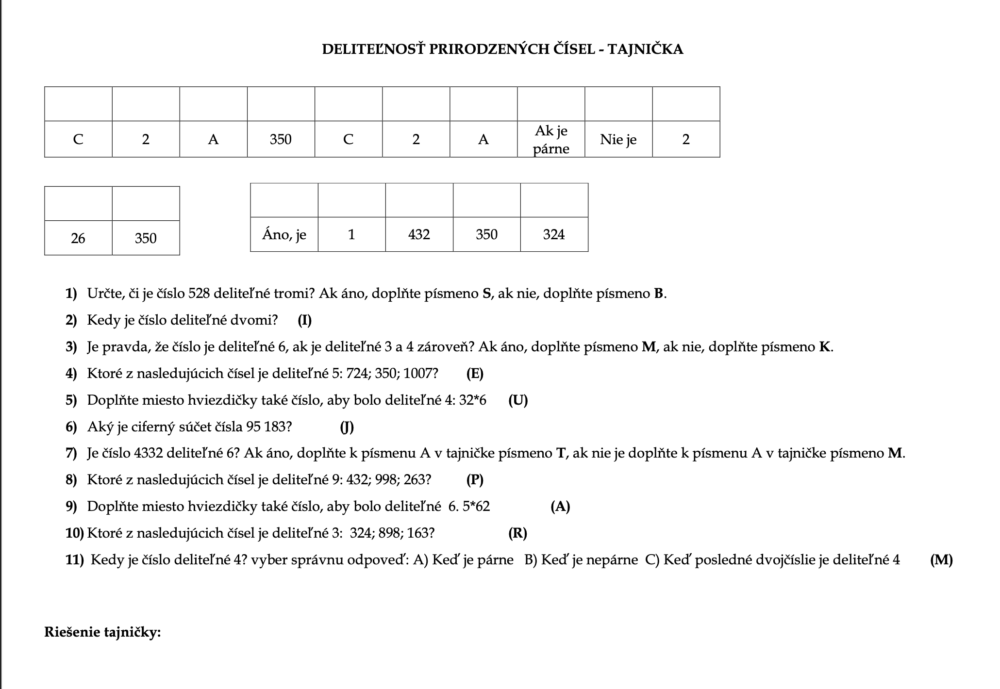 DELITEĽNOSŤ PRIRODZENÝCH ČÍSEL - TAJNIČKA
C 2 A 350 C 2 A Ak je párne Nie je 2
26 350
Áno, je 1 432 350 324
1) Určte, či je číslo 528 deliteľné tromi? Ak áno, doplňte písmeno S, ak nie, doplňte písmeno B.
2) Kedy je číslo deliteľné dvomi? (I)
3) Je pravda, že číslo je deliteľné 6, ak je deliteľné 3 a 4 zároveň? Ak áno, doplňte písmeno M, ak nie, doplňte písmeno K.
4) Ktoré z nasledujúcich čísel je deliteľné 5: 724; 350; 1007? (E)
5) Doplňte miesto hviezdičky také číslo, aby bolo deliteľné 4: 32*6 (U)
6) Aký je ciferný súčet čísla 95 183? (J)
7) Je číslo 4332 deliteľné 6? Ak áno, doplňte k písmenu A v tajničke písmeno T, ak nie je doplňte k písmenu A v tajničke písmeno M.
8) Ktoré z nasledujúcich čísel je deliteľné 9: 432; 998; 263? (P)
9) Doplňte miesto hviezdičky také číslo, aby bolo deliteľné 6. 5*62 (A)
10) Ktoré z nasledujúcich čísel je deliteľné 3: 324; 898; 163? (R)
11) Kedy je číslo deliteľné 4? vyber správnu odpoveď: A) Keď je párne B) Keď je nepárne C) Keď posledné dvojčíslie je deliteľné 4 (M)
Riešenie tajničky: